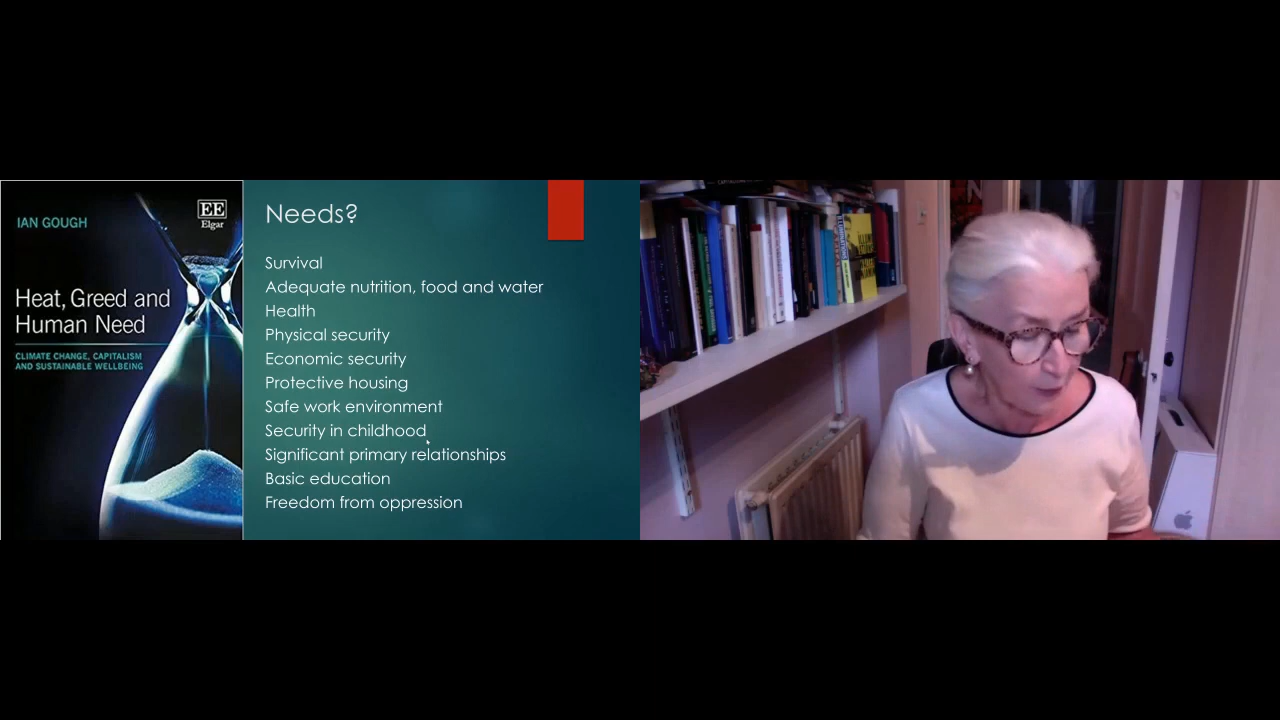 IAN GOUGH
EE
Elgar
Heat, Greed and
Human Need
CLIMATE CHANGE, CAPITALISM
AND SUSTAINABLE WELLBEING
Needs?
Survival
Adequate nutrition, food and water
Health
Physical security
Economic security
Protective housing
Safe work environment
Security in childhood
Significant primary relationships
Basic education
Freedom from oppression